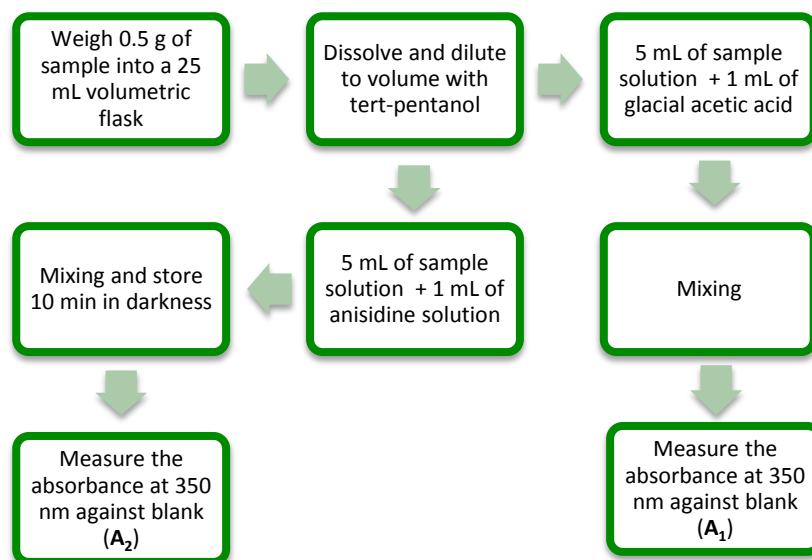 Weigh 0.5 g of
sample into a 25
mL volumetric
flask
Dissolve and dilute
to volume with
tert-pentanol
5 mL of sample
solution + 1 mL of
glacial acetic acid
Mixing and store
10 min in darkness
5 mL of sample
solution + 1 mL of
anisidine solution
Mixing
Measure the
absorbance at 350
nm against blank
(A₂)
Measure the
absorbance at 350
nm against blank
(A₁)